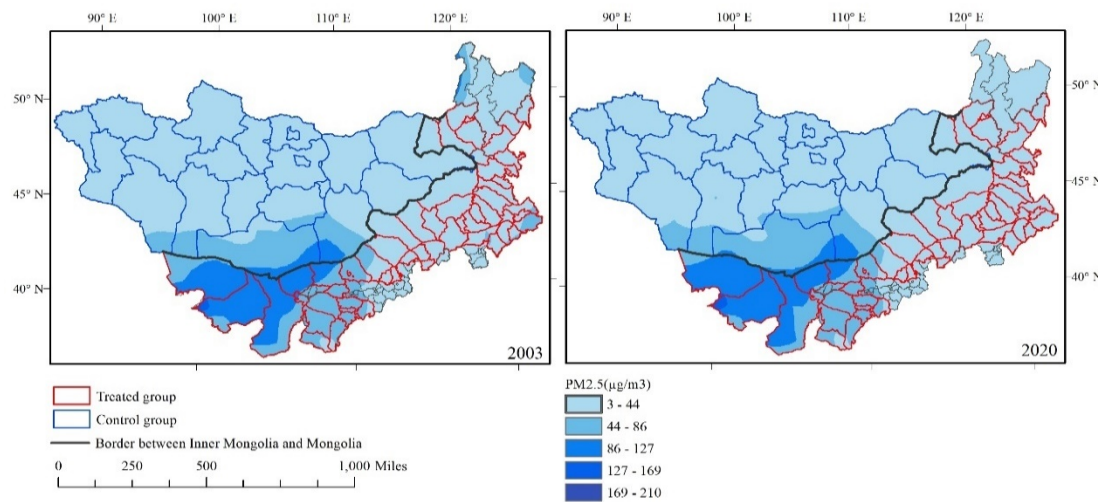 90° E 100° E 110° E 120° E
90° E 100° E 110° E 120° E
50° N
50° N
45° N
45° N
40° N
40° N
2003
2020
Treated group
Control group
Border between Inner Mongolia and Mongolia
0 250 500 1,000 Miles
PM2.5(µg/m3)
3 - 44
44 - 86
86 - 127
127 - 169
169 - 210